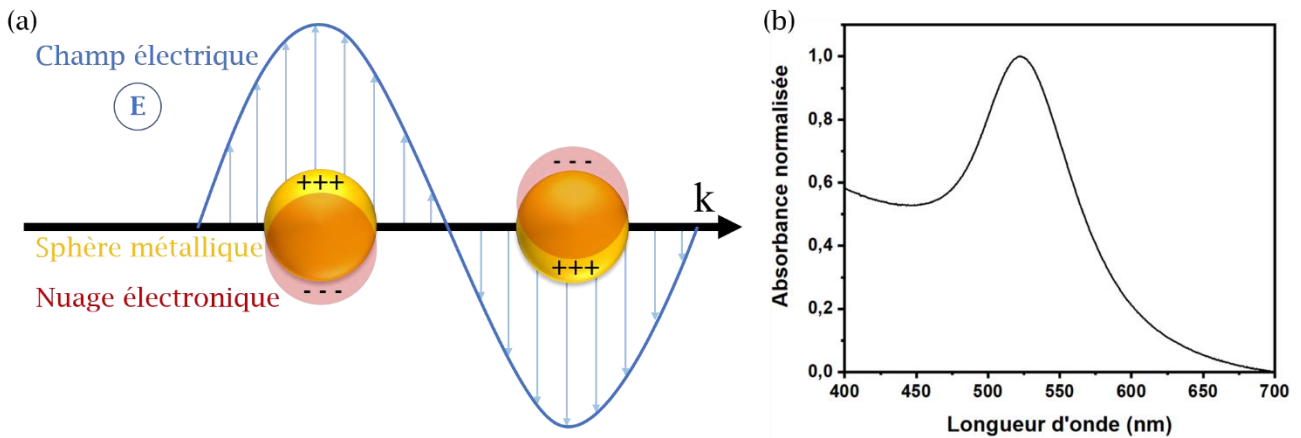 (a)
Champ électrique
E
+++
- - -
- - -
+++
k
Sphère métallique
Nuage électronique
(b)
Absorbance normalisée
1,0
0,8
0,6
0,4
0,2
0,0
400 450 500 550 600 650 700
Longueur d'onde (nm)